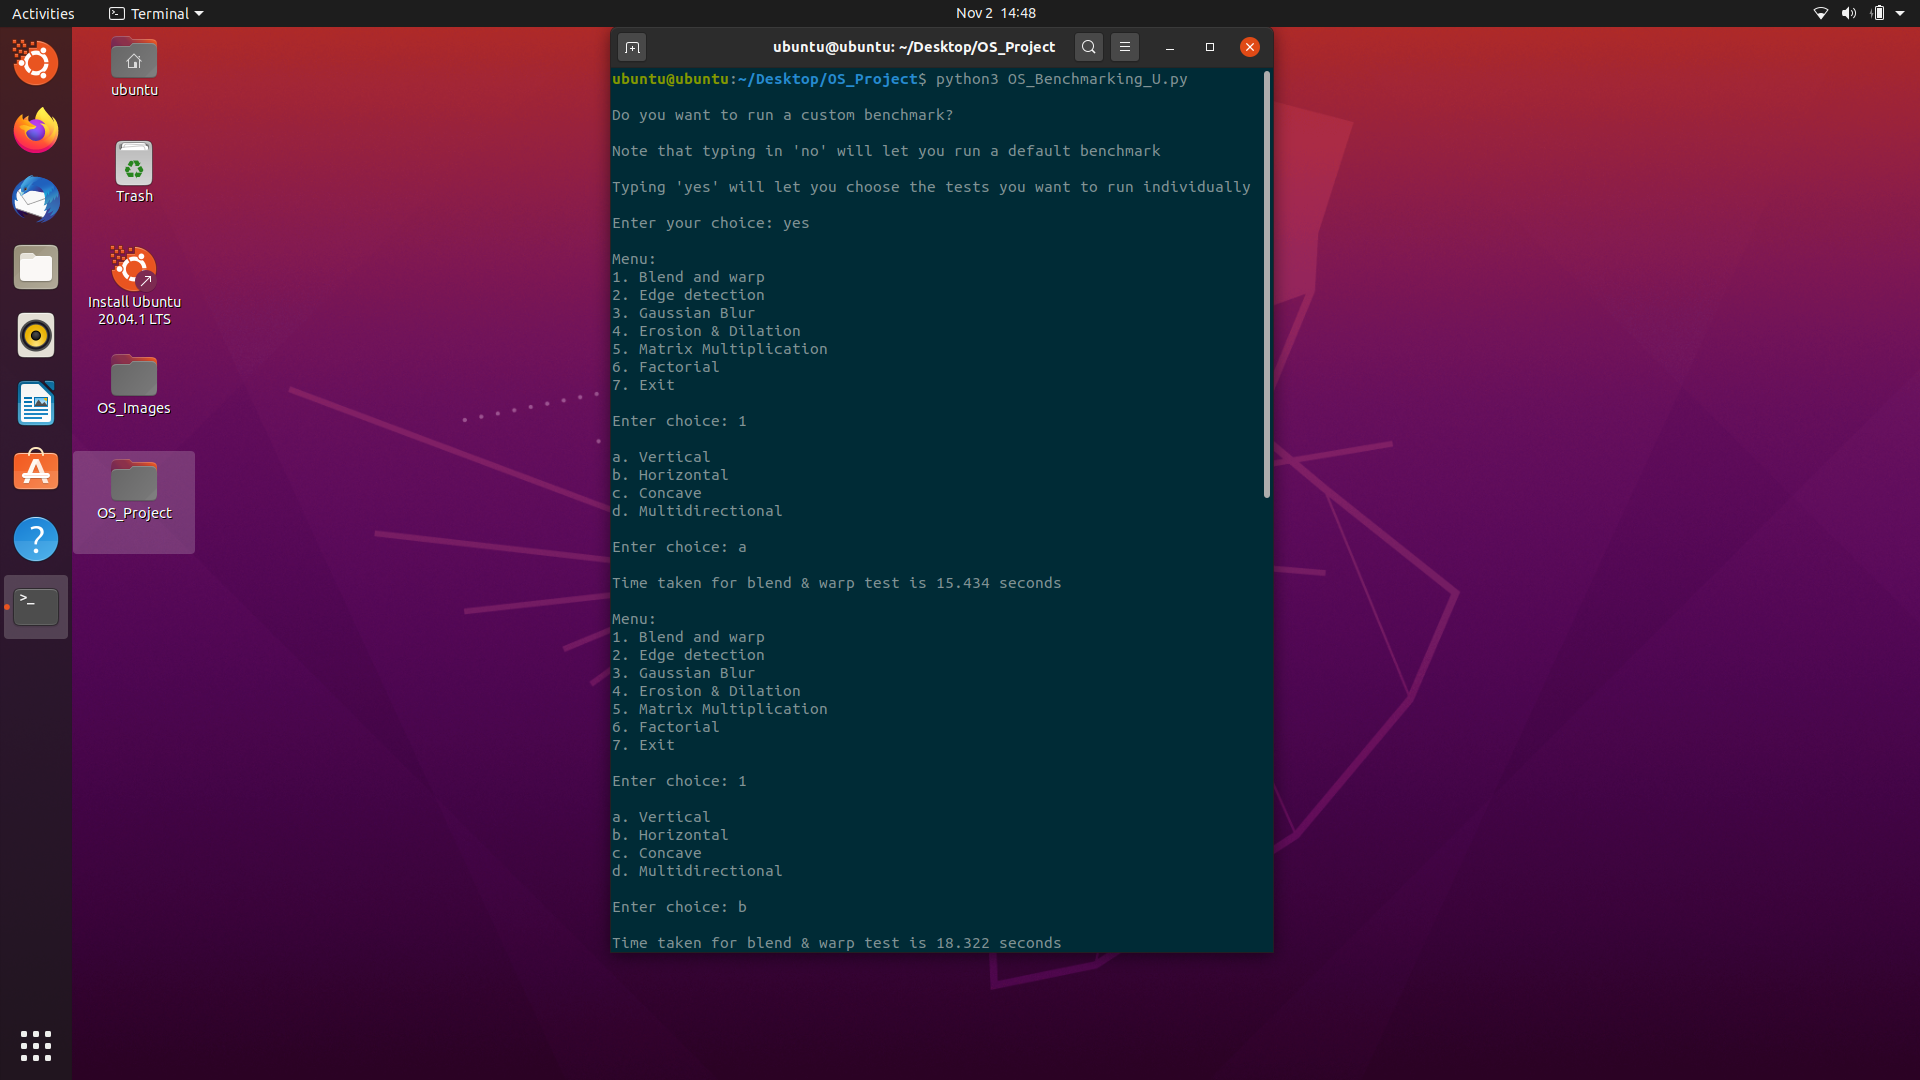 Activities
Terminal
Nov 2 14:48
ubuntu
Trash
Install Ubuntu
20.04.1 LTS
OS_Images
OS_Project
ubuntu@ubuntu: ~/Desktop/OS_Project
ubuntu@ubuntu:~/Desktop/OS_Project$ python3 OS_Benchmarking_U.py
Do you want to run a custom benchmark?
Note that typing in 'no' will let you run a default benchmark
Typing 'yes' will let you choose the tests you want to run individually
Enter your choice: yes
Menu:
1. Blend and warp
2. Edge detection
3. Gaussian Blur
4. Erosion & Dilation
5. Matrix Multiplication
6. Factorial
7. Exit
Enter choice: 1
a. Vertical
b. Horizontal
c. Concave
d. Multidirectional
Enter choice: a
Time taken for blend & warp test is 15.434 seconds
Menu:
1. Blend and warp
2. Edge detection
3. Gaussian Blur
4. Erosion & Dilation
5. Matrix Multiplication
6. Factorial
7. Exit
Enter choice: 1
a. Vertical
b. Horizontal
c. Concave
d. Multidirectional
Enter choice: b
Time taken for blend & warp test is 18.322 seconds